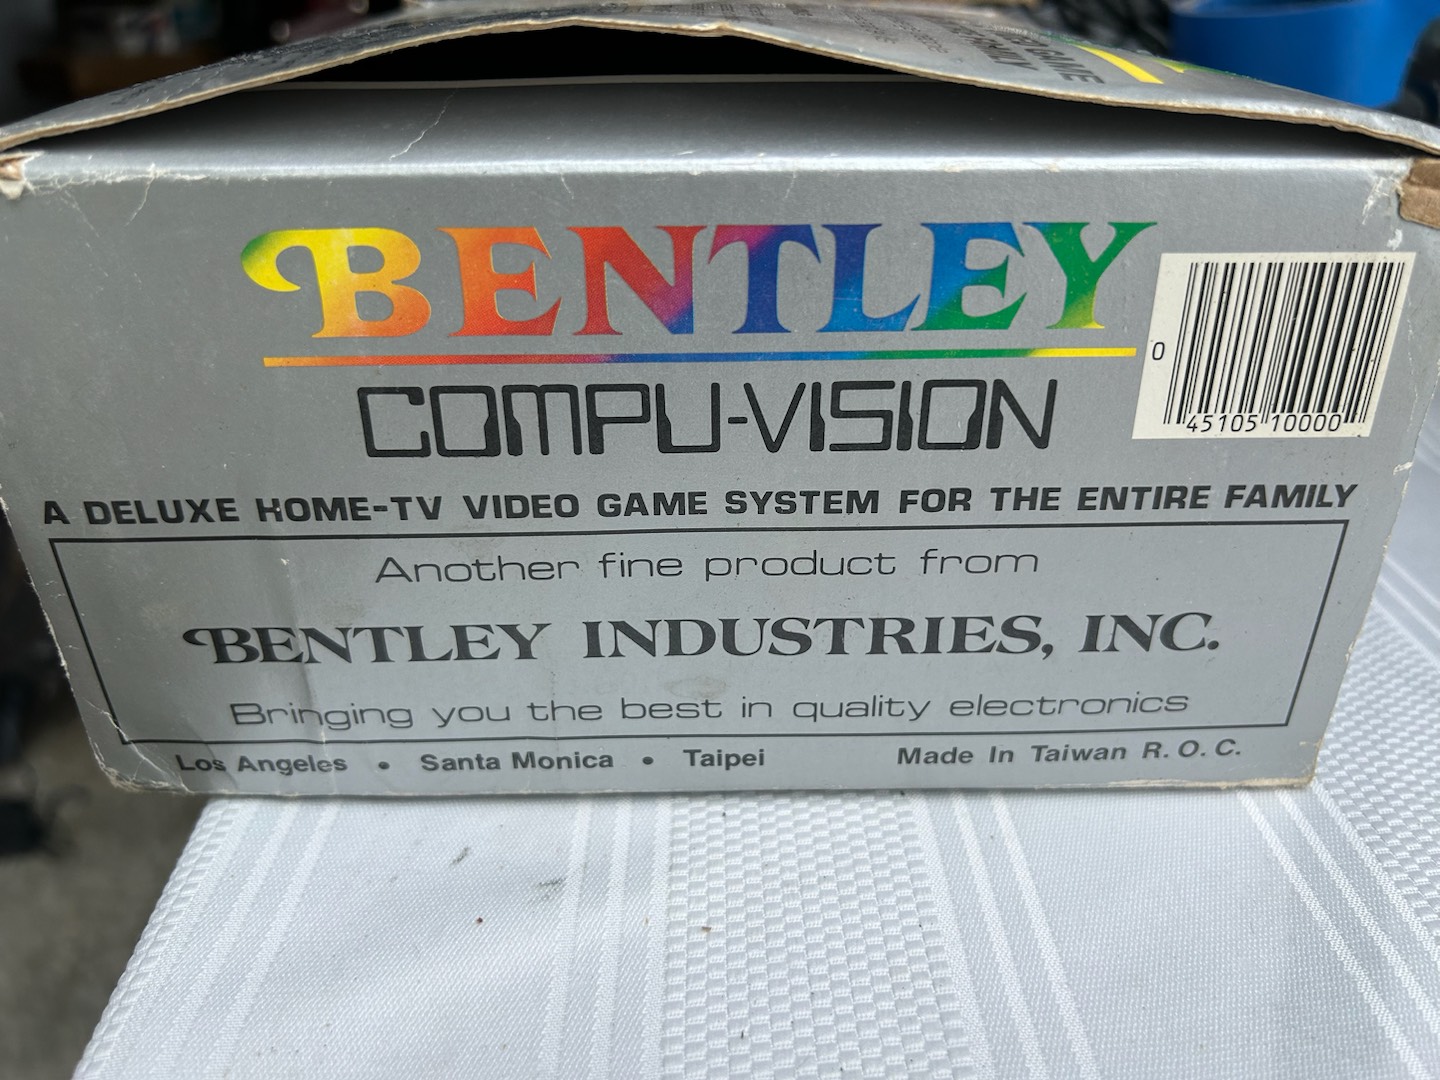 BENTLEY
COMPU-VISION
0
45105 10000
A DELUXE HOME-TV VIDEO GAME SYSTEM FOR THE ENTIRE FAMILY
Another fine product from
BENTLEY INDUSTRIES, INC.
Bringing you the best in quality electronics
Los Angeles • Santa Monica • Taipei Made In Taiwan R.O.C.